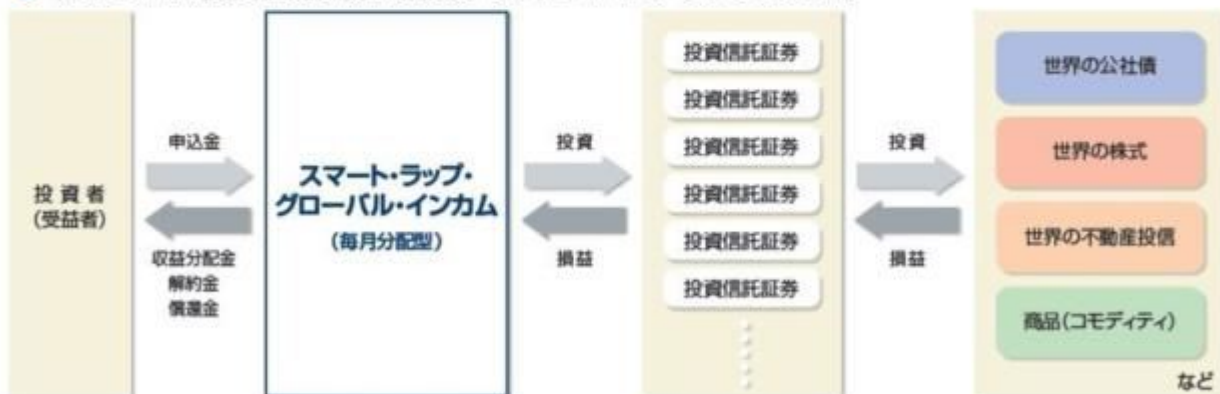 投資者
(受益者)
申込金
収益分配金
解約金
償還金
スマート・ラップ・
グローバル・インカム
(毎月分配型)
投資
損益
投資信託証券
投資信託証券
投資信託証券
投資信託証券
投資信託証券
投資信託証券
投資
損益
世界の公社債
世界の株式
世界の不動産投信
商品(コモディティ)
など